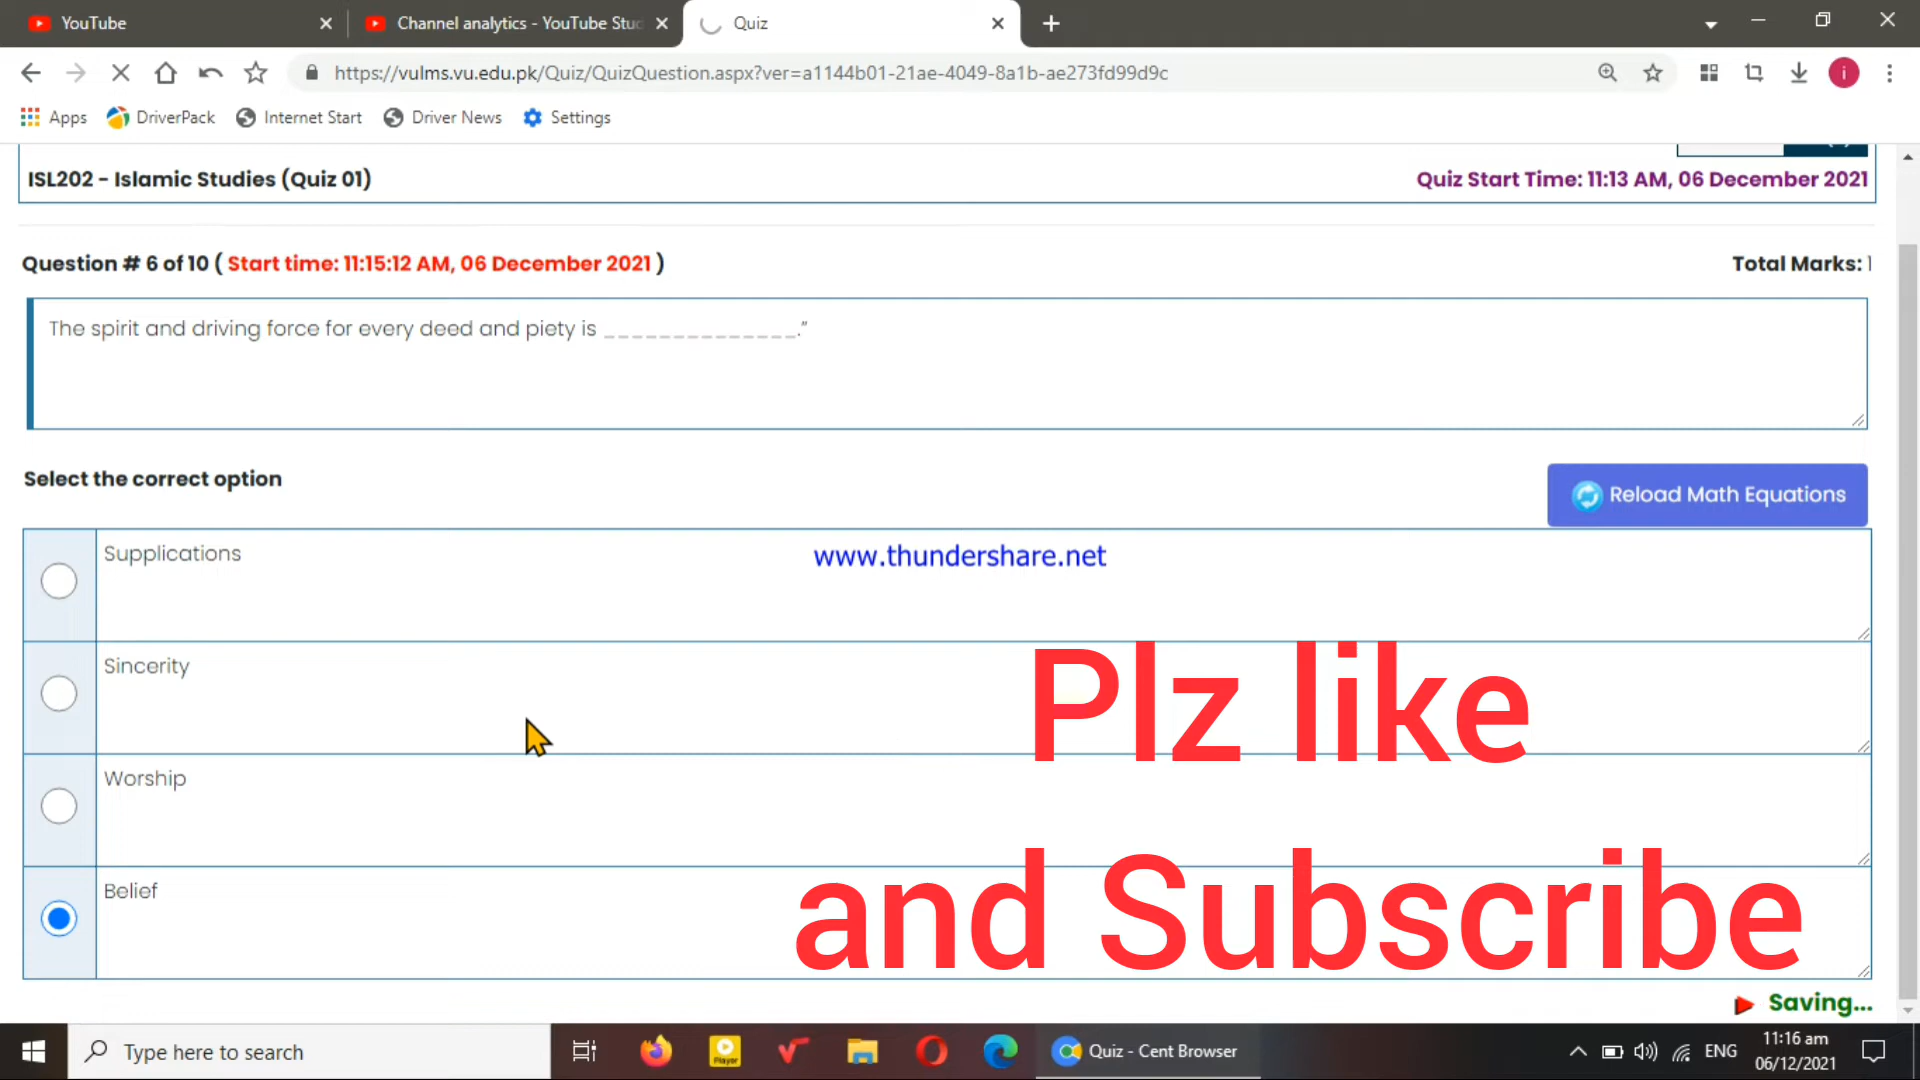 YouTube
Channel analytics - YouTube Stu
Quiz
https://vulms.vu.edu.pk/Quiz/QuizQuestion.aspx?ver=a1144b01-21ae-4049-8a1b-ae273fd99d9c
i
Apps
DriverPack
Internet Start
Driver News
Settings
ISL202 - Islamic Studies (Quiz 01)
Quiz Start Time: 11:13 AM, 06 December 2021
Question # 6 of 10 ( Start time: 11:15:12 AM, 06 December 2021 )
Total Marks: 1
The spirit and driving force for every deed and piety is ______________.”
Select the correct option
Reload Math Equations
Supplications
www.thundershare.net
Sincerity
Plz like
Worship
and Subscribe
Belief
Saving...
Type here to search
Player
Quiz - Cent Browser
ENG
11:16 am
06/12/2021